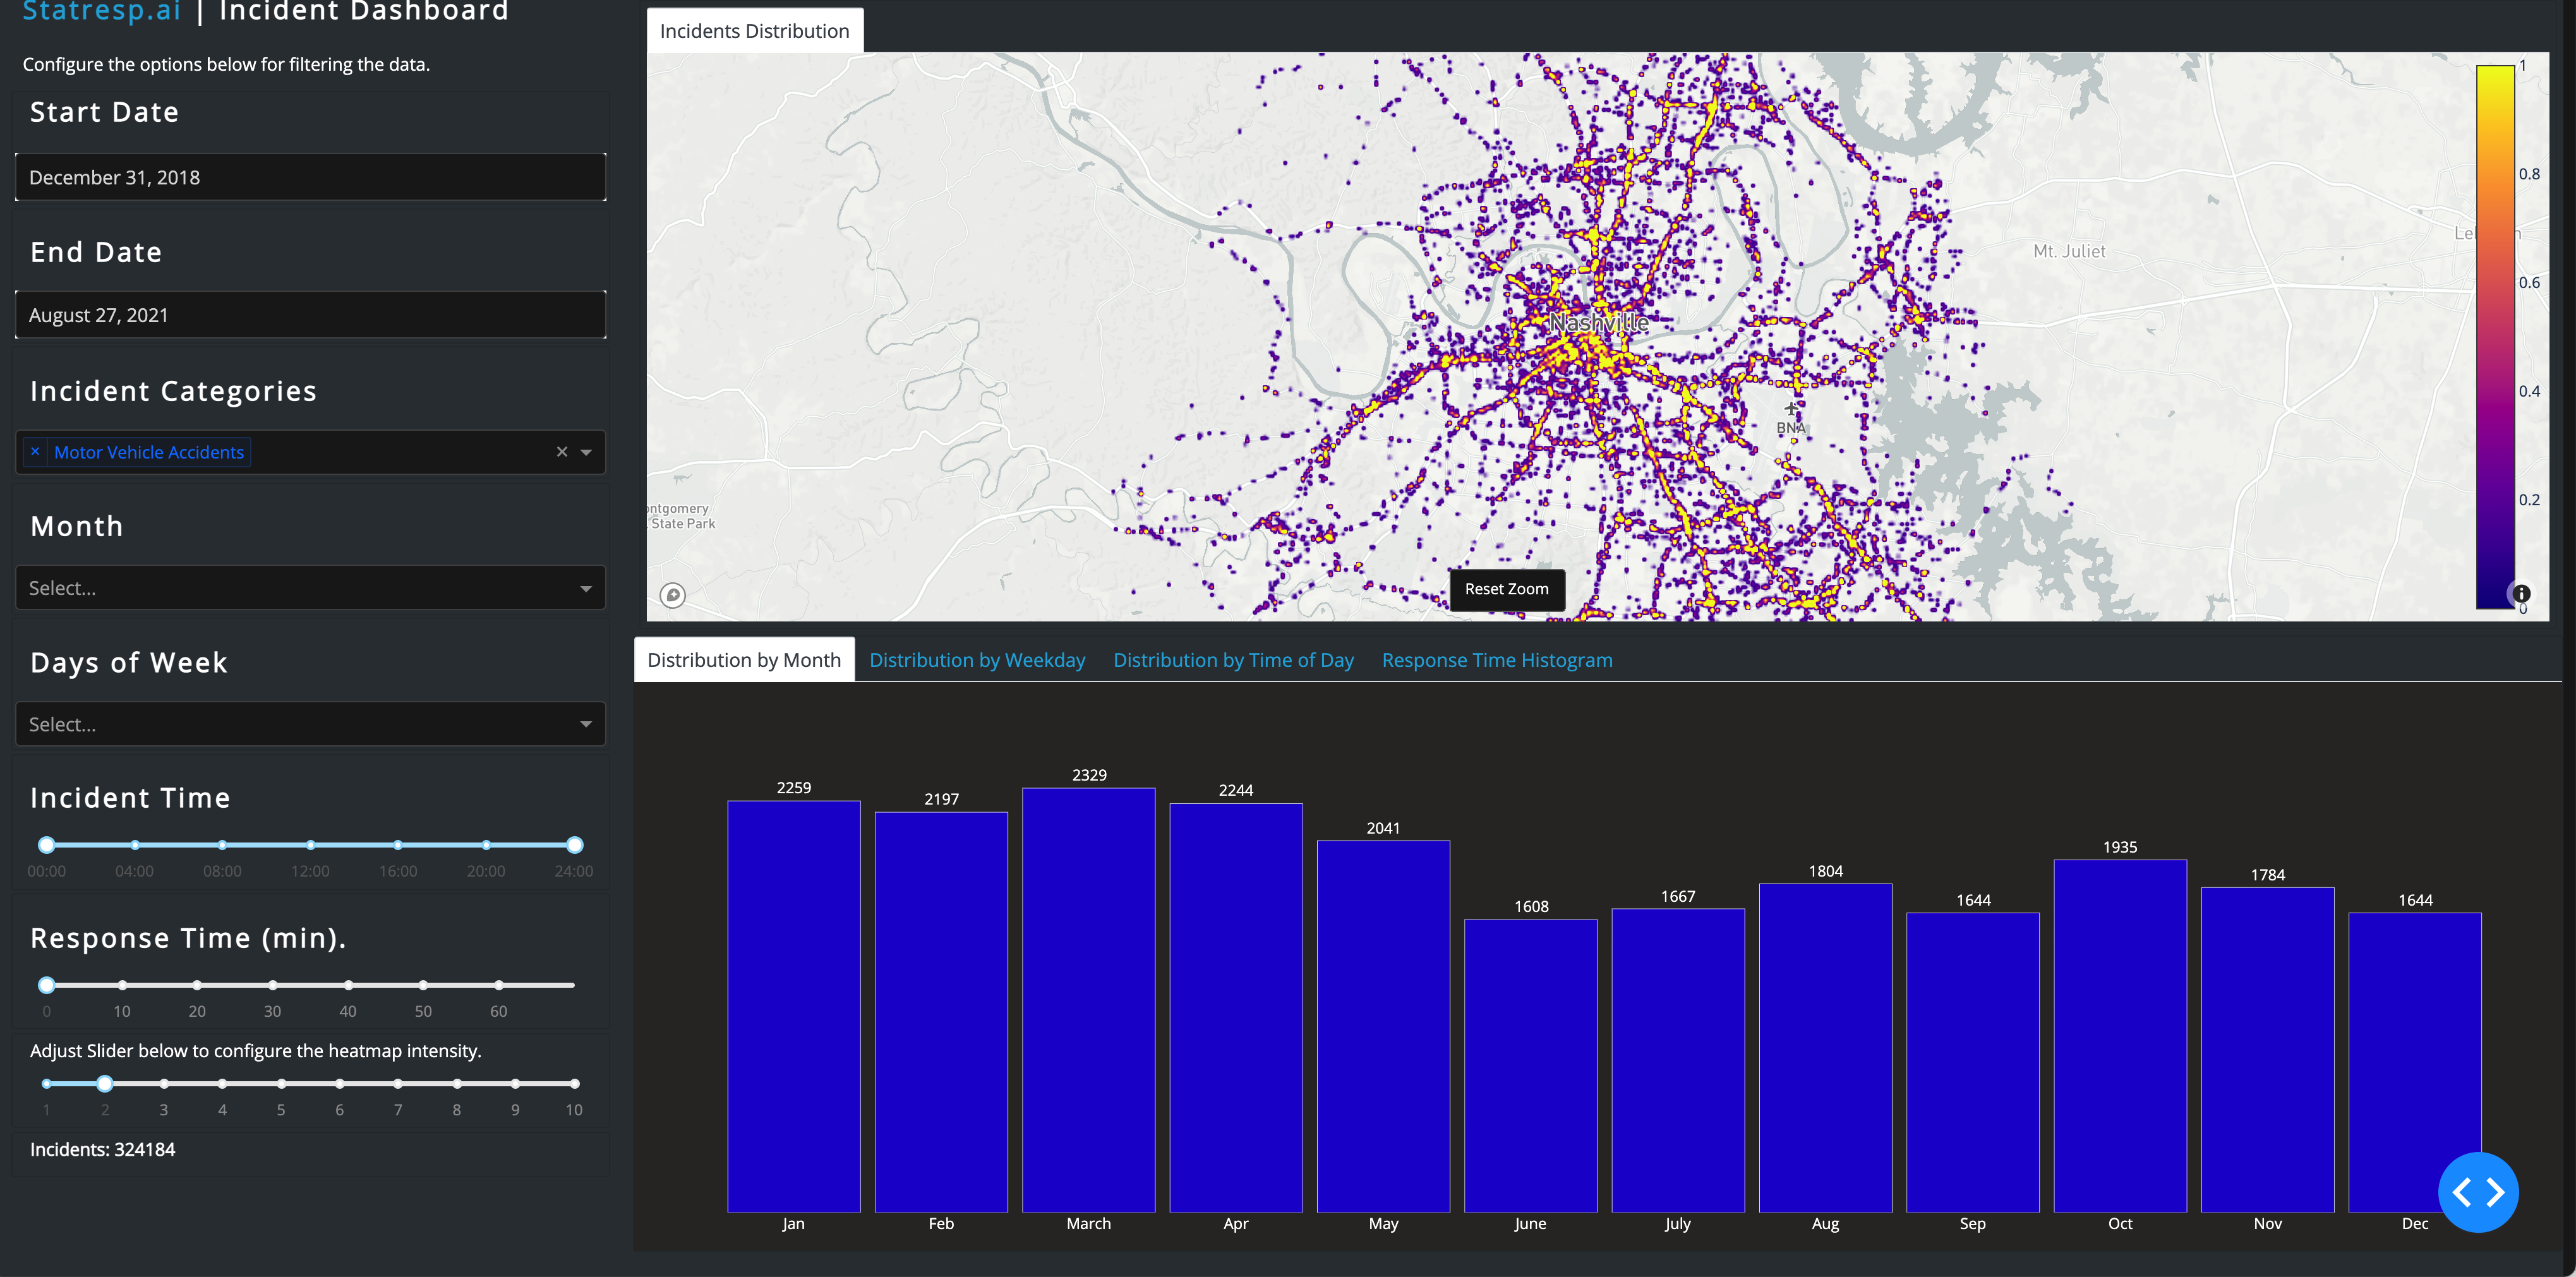 Statresp.ai | Incident Dashboard
Configure the options below for filtering the data.
Start Date
December 31, 2018
End Date
August 27, 2021
Incident Categories
× Motor Vehicle Accidents ×
Month
Select...
Days of Week
Select...
Incident Time
00:00 04:00 08:00 12:00 16:00 20:00 24:00
Response Time (min).
0 10 20 30 40 50 60
Adjust Slider below to configure the heatmap intensity.
1 2 3 4 5 6 7 8 9 10
Incidents: 324184
Incidents Distribution
Nashville
Mt. Juliet
BNA
ontgomery
State Park
Reset Zoom
1
0.8
0.6
0.4
0.2
0
Distribution by Month Distribution by Weekday Distribution by Time of Day Response Time Histogram
2259 2197 2329 2244 2041 1608 1667 1804 1644 1935 1784 1644
Jan Feb March Apr May June July Aug Sep Oct Nov Dec